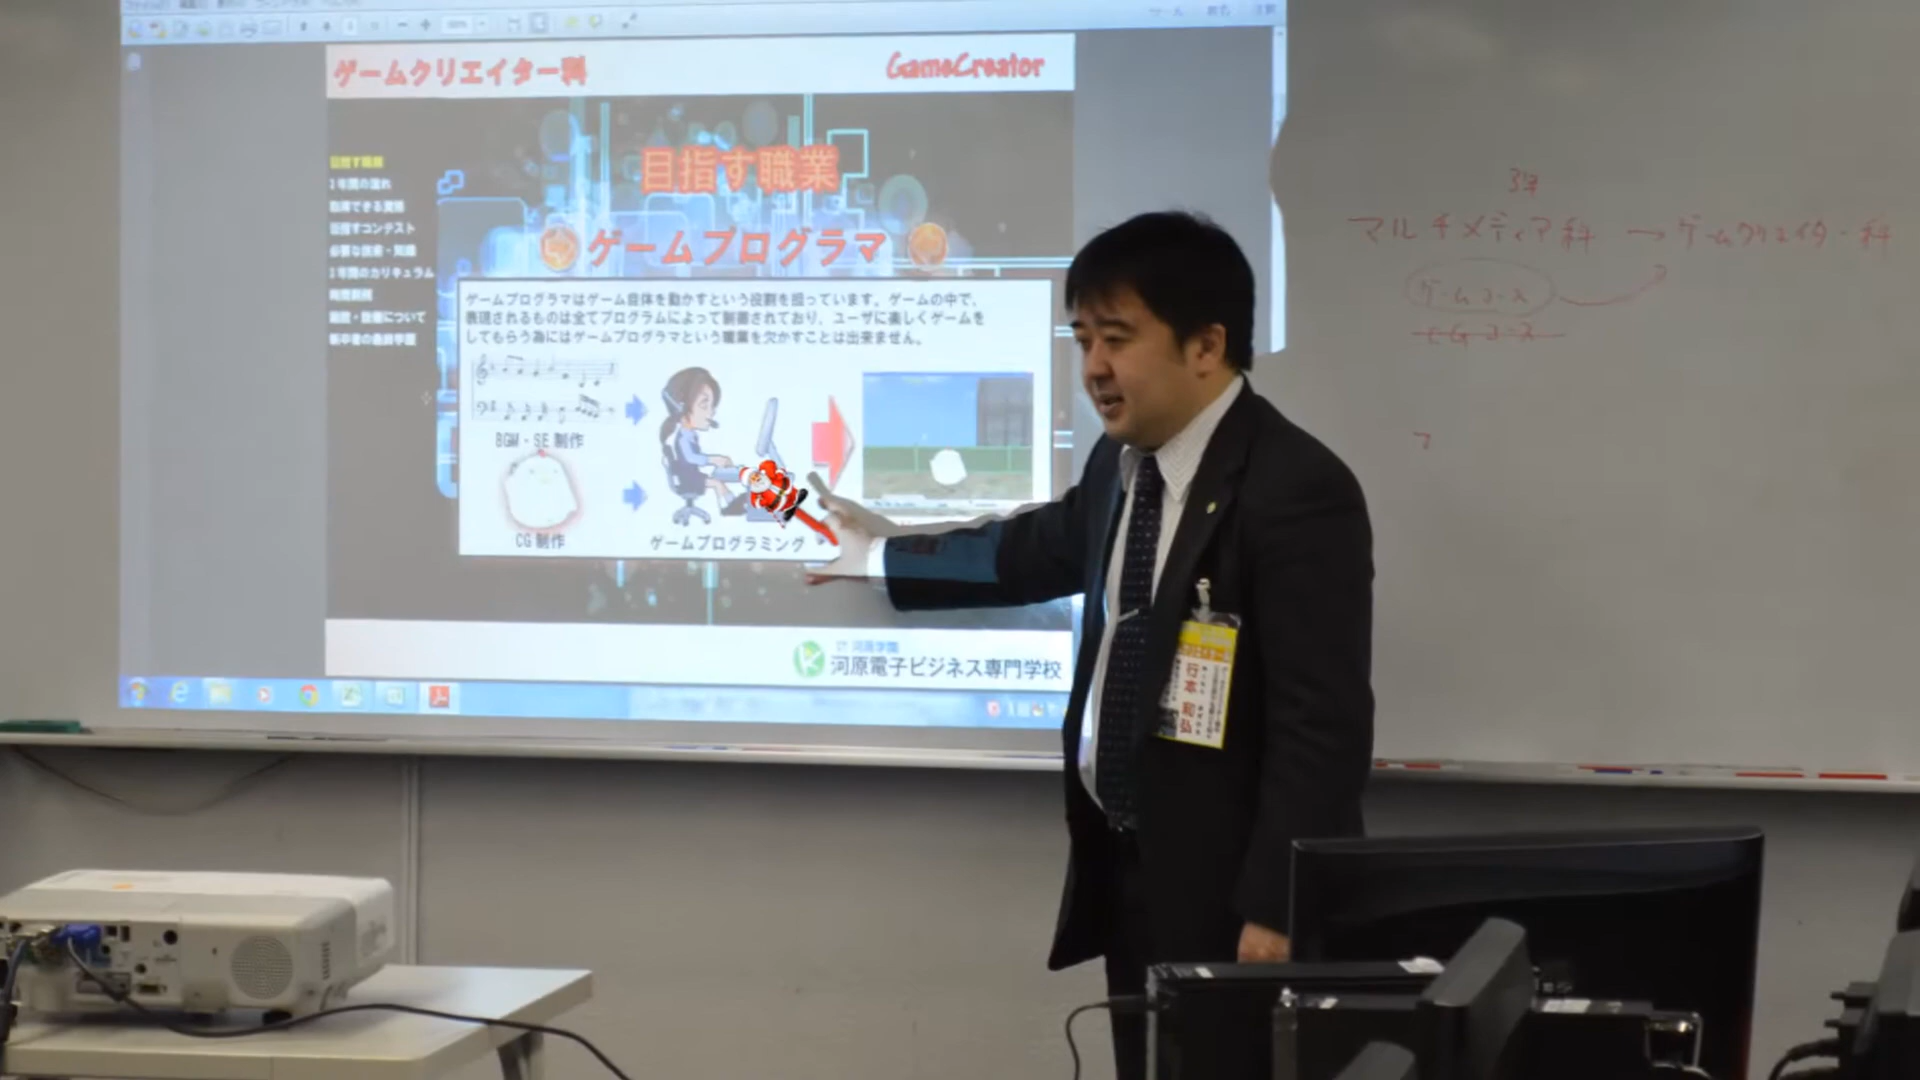 ゲームクリエイター科
GameCreator
目指す職業
目指す職業
1年間の流れ
取得できる資格
目指すコンテスト
必要な技術・知識
1年間のカリキュラム
ゲームプログラマ
ゲームプログラマはゲーム自体を動かすという役割を担っています。ゲームの中で、
表現されるものは全てプログラムによって制御されており、ユーザに楽しくゲームを
してもらう為にはゲームプログラマという職業を欠かすことは出来ません。
BGM・SE 制作
CG 制作
ゲームプログラミング
河原学園
河原電子ビジネス専門学校
3年
マルチメディア科 → ゲームクリエイター科
ゲームコース
CGコース
行本 和弘